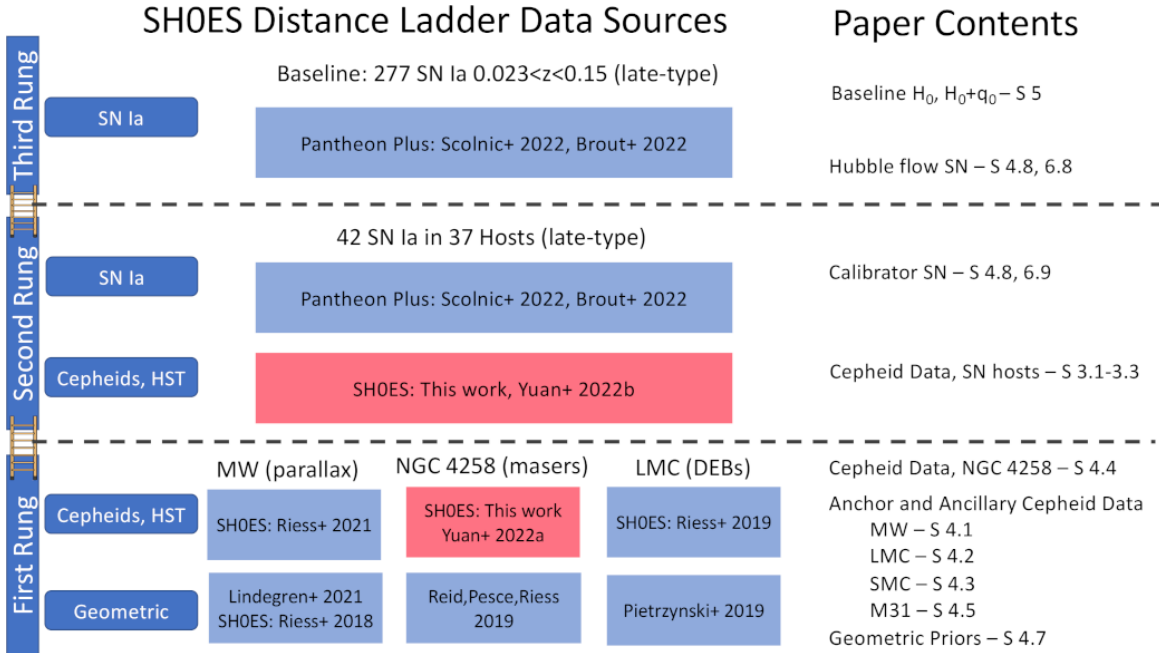 SH0ES Distance Ladder Data Sources
Paper Contents
Third Rung
Baseline: 277 SN Ia 0.023<z<0.15 (late-type)
SN Ia
Pantheon Plus: Scolnic+ 2022, Brout+ 2022
Baseline H₀, H₀+q₀ – S 5
Hubble flow SN – S 4.8, 6.8
Second Rung
42 SN Ia in 37 Hosts (late-type)
SN Ia
Pantheon Plus: Scolnic+ 2022, Brout+ 2022
Calibrator SN – S 4.8, 6.9
Cepheids, HST
SH0ES: This work, Yuan+ 2022b
Cepheid Data, SN hosts – S 3.1-3.3
First Rung
MW (parallax)
NGC 4258 (masers)
LMC (DEBs)
Cepheids, HST
SH0ES: Riess+ 2021
SH0ES: This work
Yuan+ 2022a
SH0ES: Riess+ 2019
Geometric
Lindegren+ 2021
SH0ES: Riess+ 2018
Reid,Pesce,Riess
2019
Pietrzynski+ 2019
Cepheid Data, NGC 4258 – S 4.4
Anchor and Ancillary Cepheid Data
MW – S 4.1
LMC – S 4.2
SMC – S 4.3
M31 – S 4.5
Geometric Priors – S 4.7